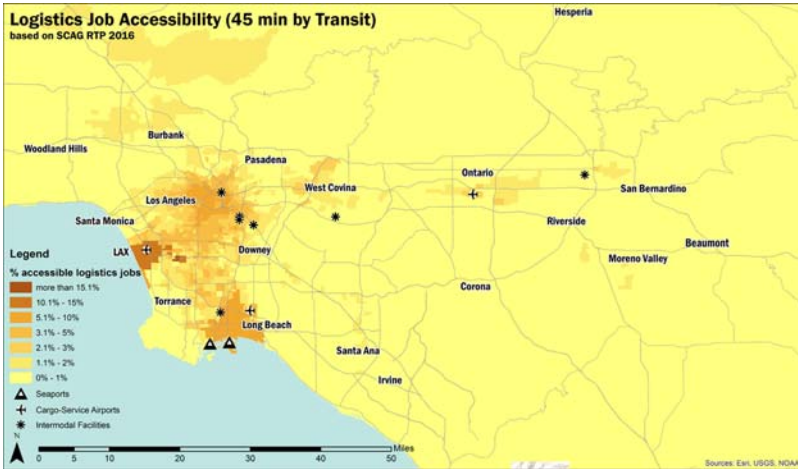 Logistics Job Accessibility (45 min by Transit)
based on SCAG RTP 2016
Hesperia
Burbank
Woodland Hills
Pasadena
Ontario
West Covina
San Bernardino
Los Angeles
Santa Monica
Riverside
Beaumont
LAX
Downey
Moreno Valley
Corona
Torrance
Long Beach
Santa Ana
Irvine
Legend
% accessible logistics jobs
more than 15.1%
10.1% - 15%
5.1% - 10%
3.1% - 5%
2.1% - 3%
1.1% - 2%
0% - 1%
Seaports
Cargo-Service Airports
Intermodal Facilities
N
Miles
0 10 20 30 40 50
Sources: Esri, USGS, NOAA